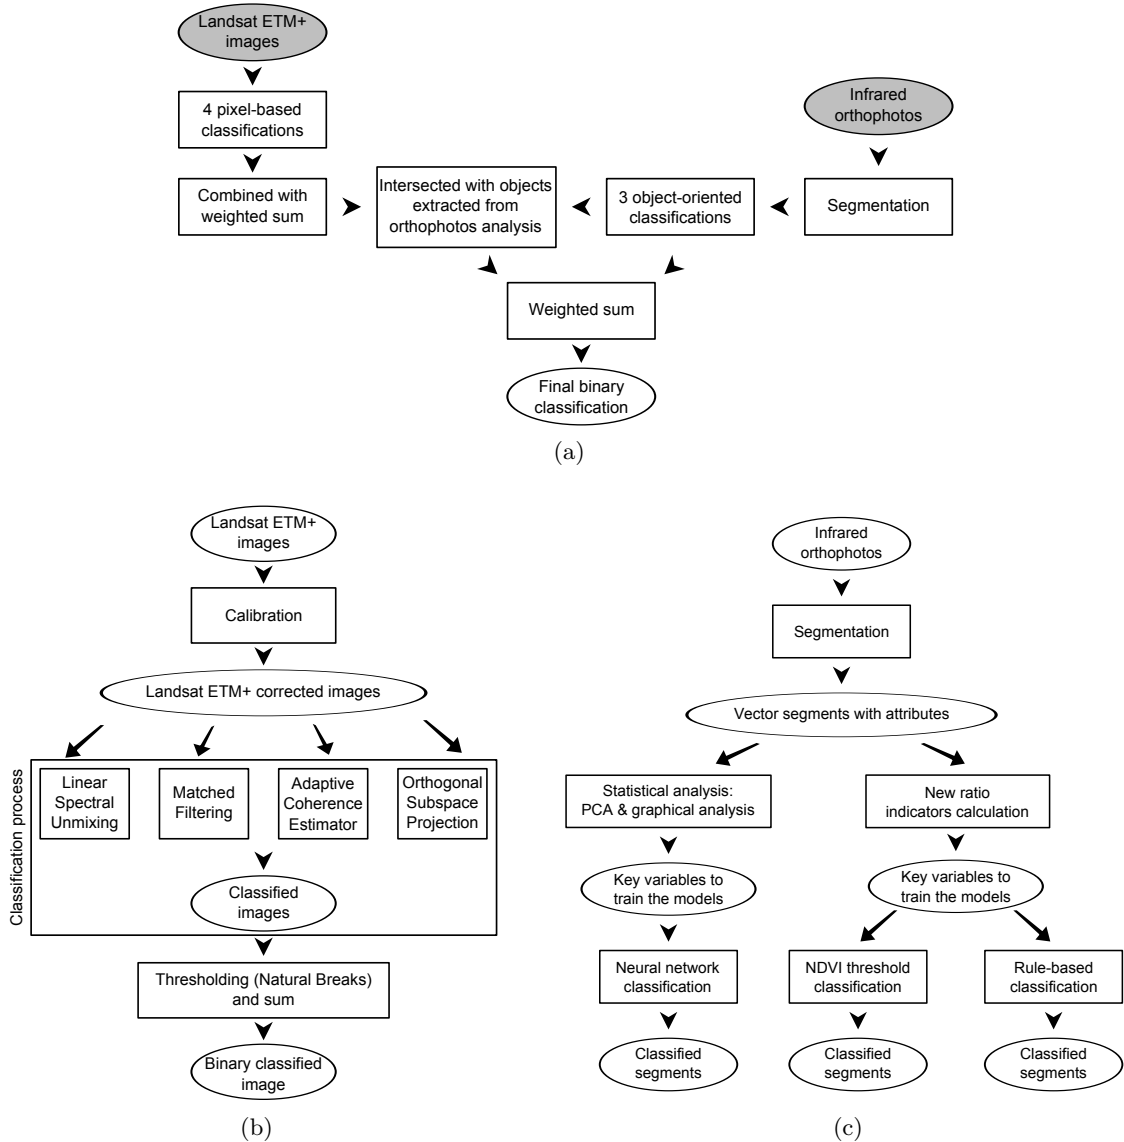 Landsat ETM+
images
4 pixel-based
classifications
Combined with
weighted sum
Intersected with objects
extracted from
orthophotos analysis
3 object-oriented
classifications
Infrared
orthophotos
Segmentation
Weighted sum
Final binary
classification
(a)
Landsat ETM+
images
Calibration
Landsat ETM+ corrected images
Classification process
Linear
Spectral
Unmixing
Matched
Filtering
Adaptive
Coherence
Estimator
Orthogonal
Subspace
Projection
Classified
images
Thresholding (Natural Breaks)
and sum
Binary classified
image
(b)
Infrared
orthophotos
Segmentation
Vector segments with attributes
Statistical analysis:
PCA & graphical analysis
New ratio
indicators calculation
Key variables to
train the models
Key variables to
train the models
Neural network
classification
NDVI threshold
classification
Rule-based
classification
Classified
segments
Classified
segments
Classified
segments
(c)